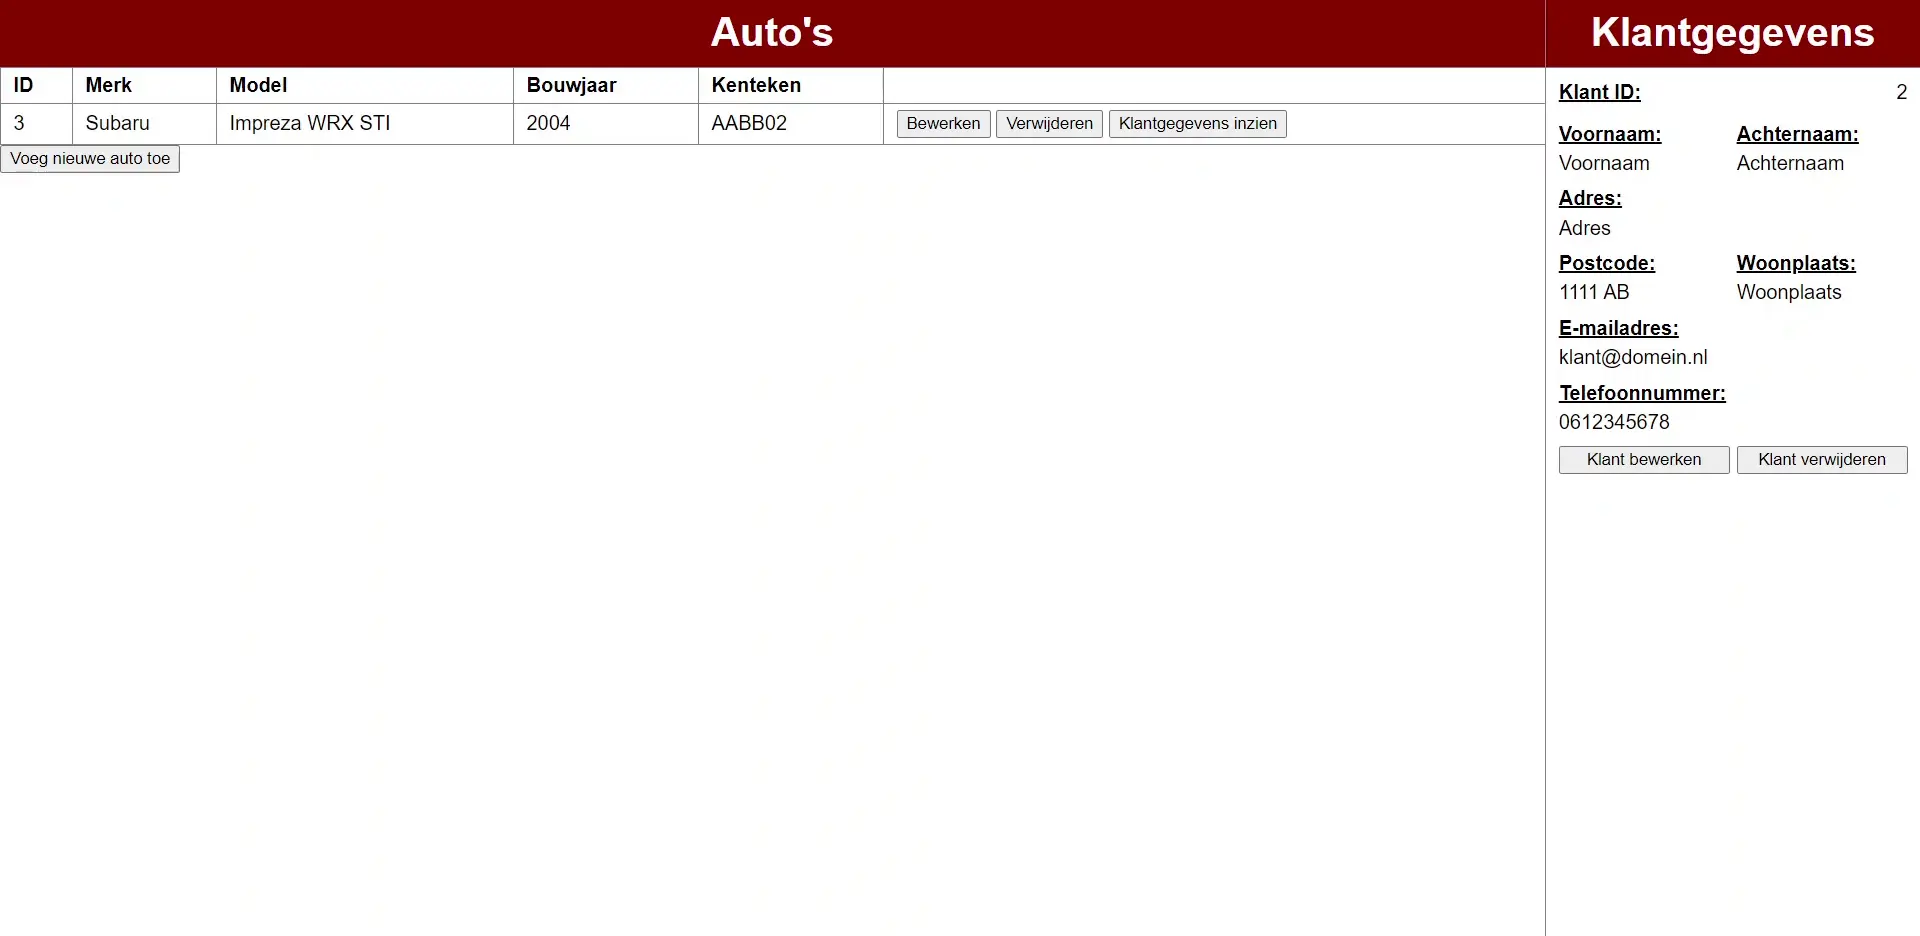 Auto's
ID Merk Model Bouwjaar Kenteken
3 Subaru Impreza WRX STI 2004 AABB02 Bewerken Verwijderen Klantgegevens inzien
Voeg nieuwe auto toe
Klantgegevens
Klant ID: 2
Voornaam: Achternaam:
Voornaam Achternaam
Adres:
Adres
Postcode: Woonplaats:
1111 AB Woonplaats
E-mailadres:
klant@domein.nl
Telefoonnummer:
0612345678
Klant bewerken Klant verwijderen